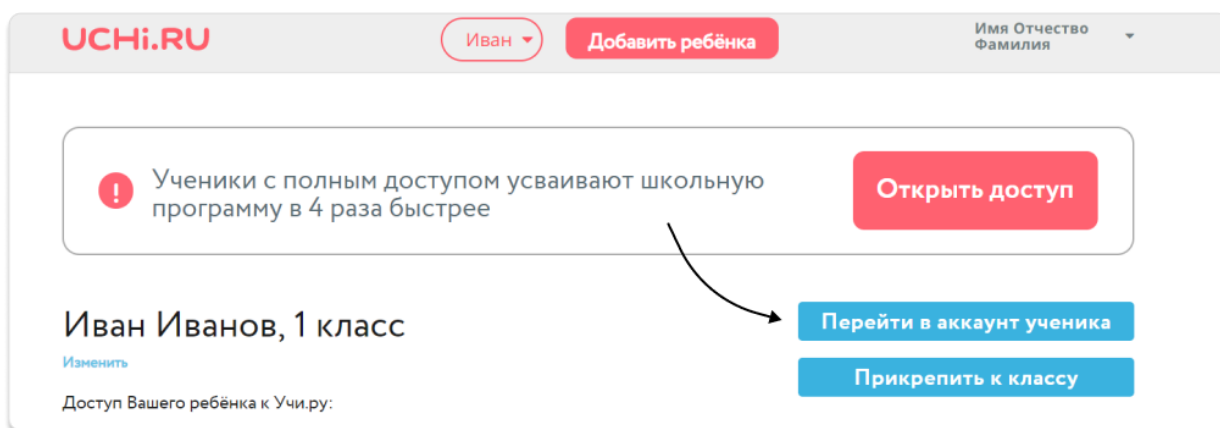 UCHi.RU
Иван
Добавить ребёнка
Имя Отчество
Фамилия
Ученики с полным доступом усваивают школьную
программу в 4 раза быстрее
Открыть доступ
Иван Иванов, 1 класс
Перейти в аккаунт ученика
Изменить
Прикрепить к классу
Доступ Вашего ребёнка к Учи.ру: